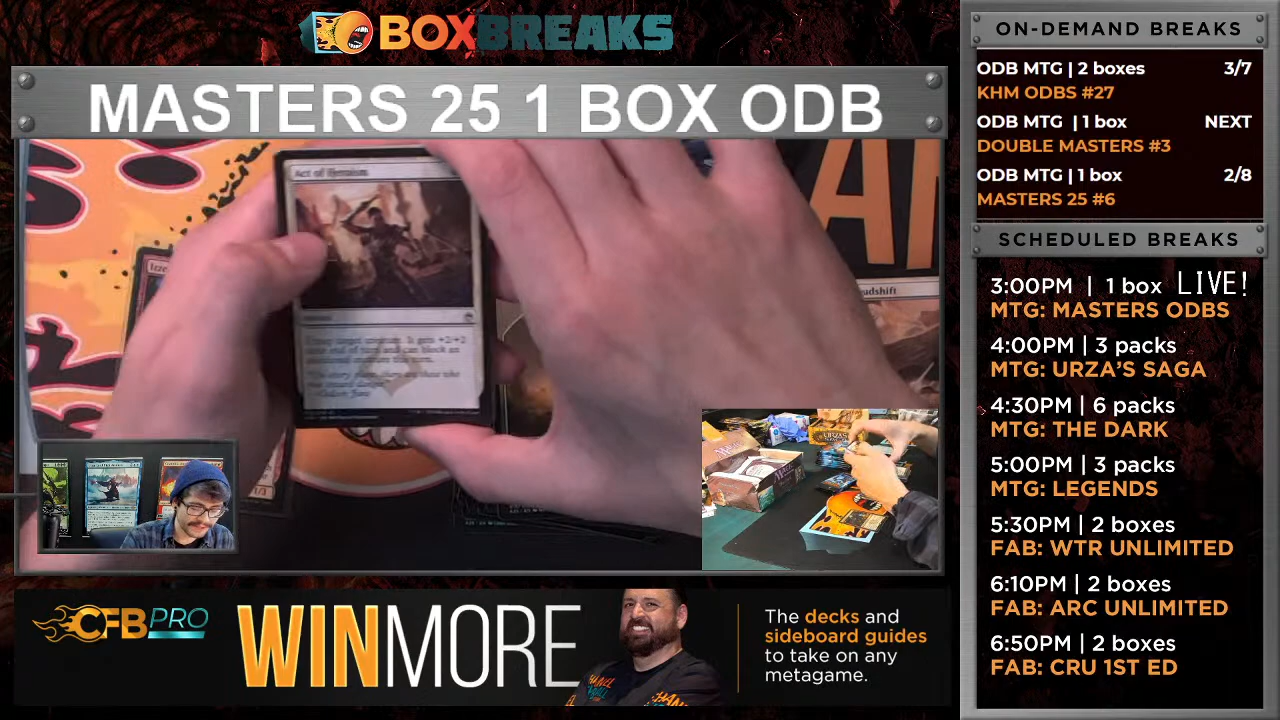 BOXBREAKS
MASTERS 25 1 BOX ODB
Act of Heroism
CFB PRO
WINMORE
The decks and
sideboard guides
to take on any
metagame.
ON-DEMAND BREAKS
ODB MTG | 2 boxes 3/7
KHM ODBS #27
ODB MTG | 1 box NEXT
DOUBLE MASTERS #3
ODB MTG | 1 box 2/8
MASTERS 25 #6
SCHEDULED BREAKS
3:00PM | 1 box LIVE!
MTG: MASTERS ODBS
4:00PM | 3 packs
MTG: URZA'S SAGA
4:30PM | 6 packs
MTG: THE DARK
5:00PM | 3 packs
MTG: LEGENDS
5:30PM | 2 boxes
FAB: WTR UNLIMITED
6:10PM | 2 boxes
FAB: ARC UNLIMITED
6:50PM | 2 boxes
FAB: CRU 1ST ED